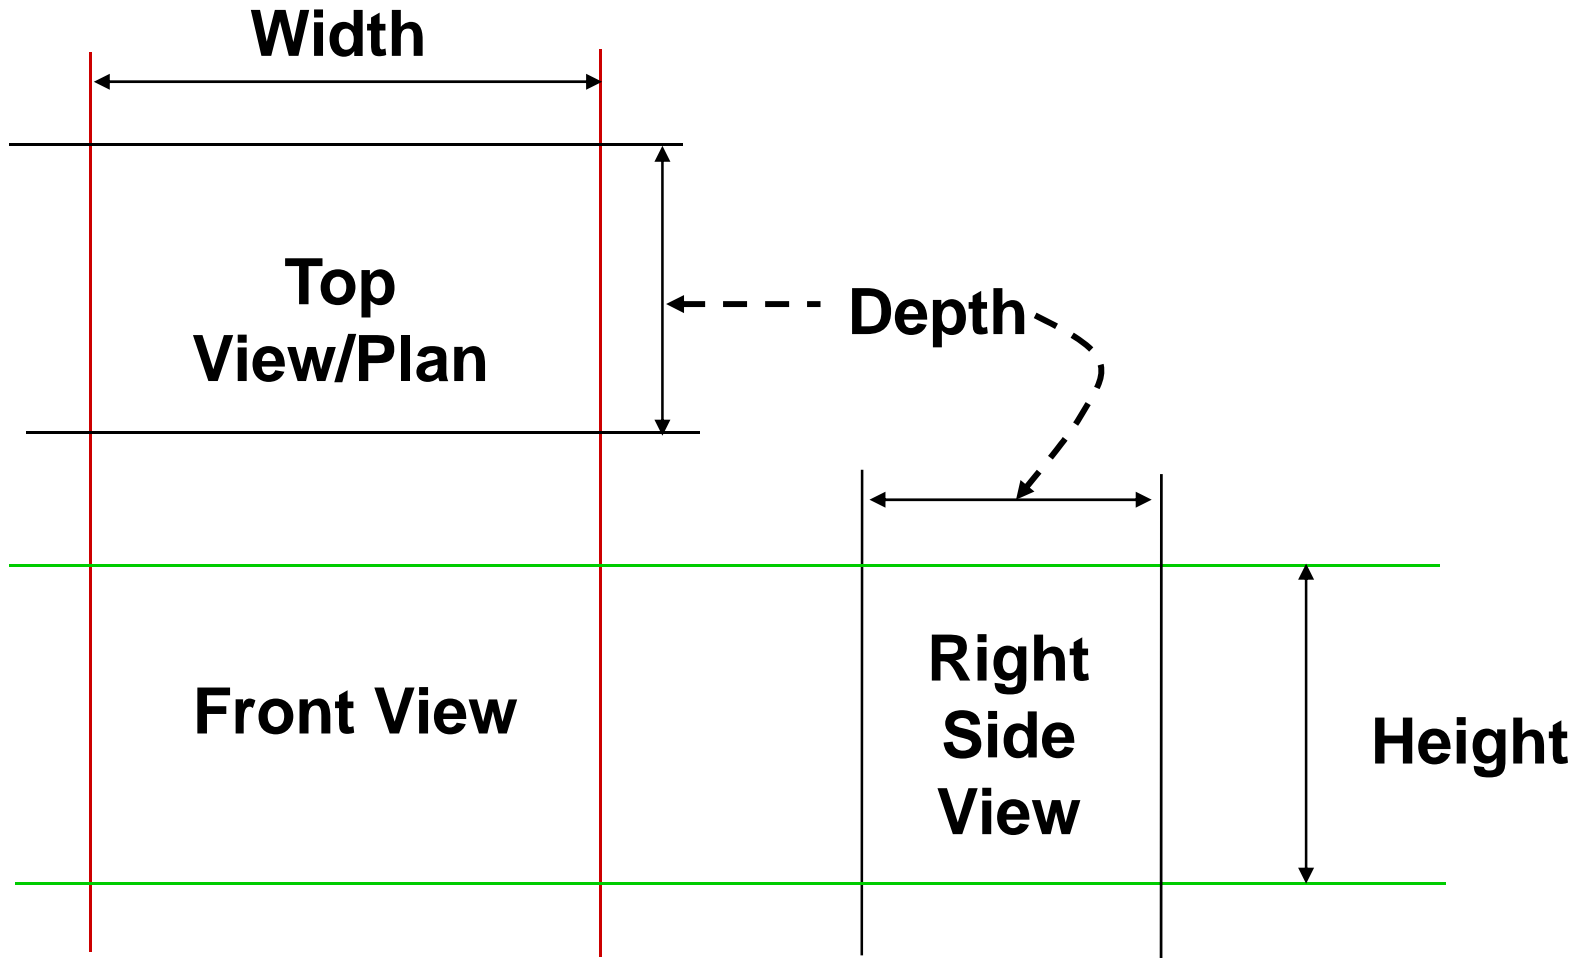 Width
Top
View/Plan
Depth
Front View
Right
Side
View
Height